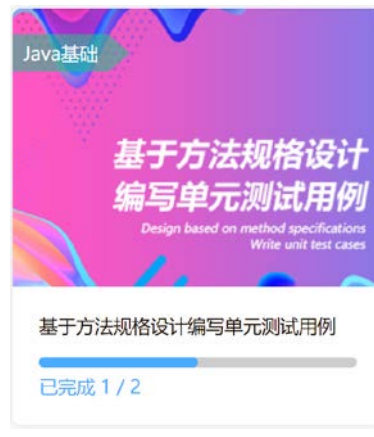 Java基础
基于方法规格设计
编写单元测试用例
Design based on method specifications
Write unit test cases
基于方法规格设计编写单元测试用例
已完成 1 / 2